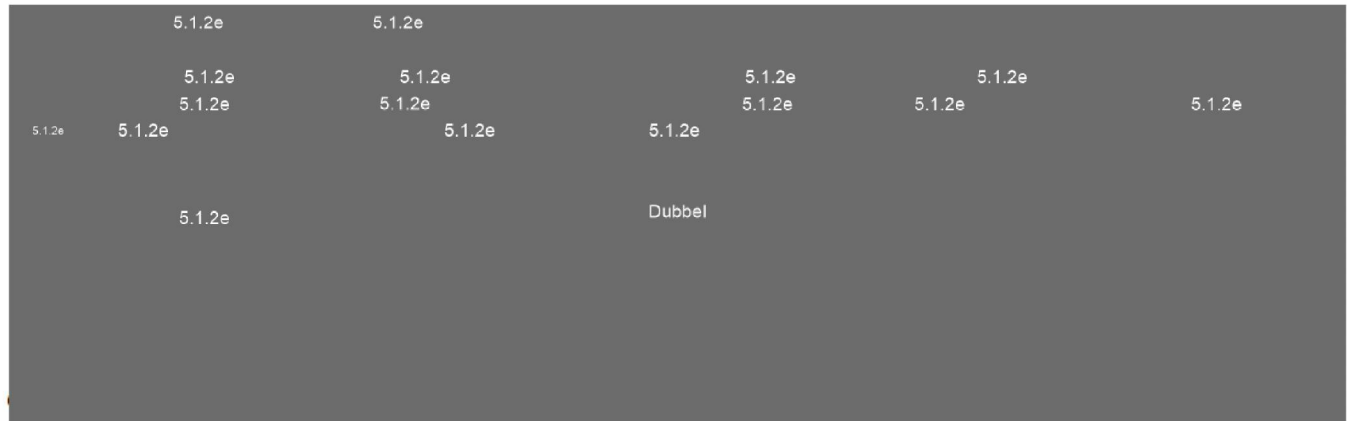 5.1.2e 5.1.2e
5.1.2e 5.1.2e 5.1.2e 5.1.2e
5.1.2e 5.1.2e 5.1.2e 5.1.2e 5.1.2e
5.1.2e 5.1.2e 5.1.2e 5.1.2e
5.1.2e Dubbel